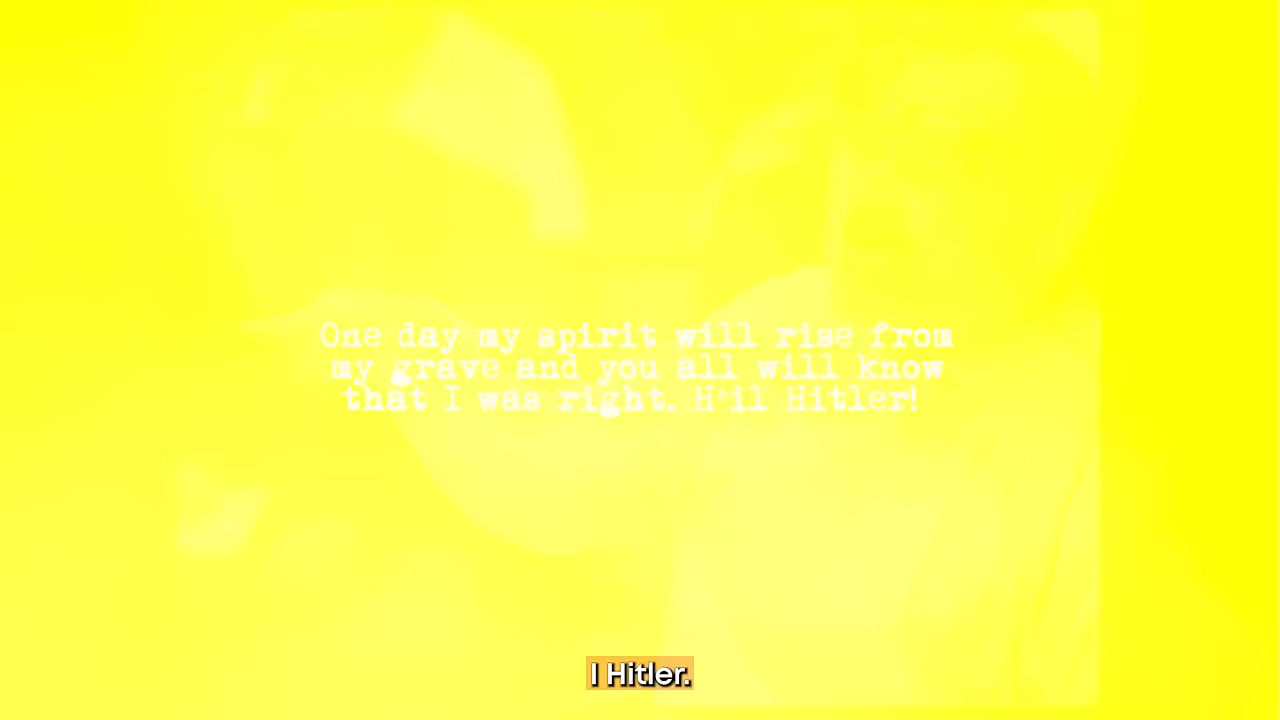 One day my spirit will rise from
my grave and you all will know
that I was right. H*il Hitler!
I Hitler.